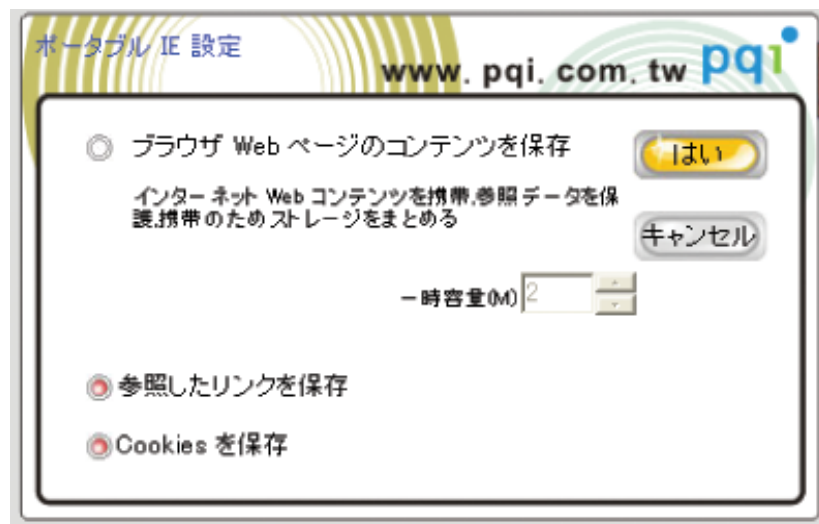 ポータブル IE 設定
www. pqi. com. tw pqi
ブラウザ Web ページのコンテンツを保存
はい
インターネット Web コンテンツを携帯,参照データを保
護,携帯のためストレージをまとめる
キャンセル
一時容量(M) 2
参照したリンクを保存
Cookies を保存